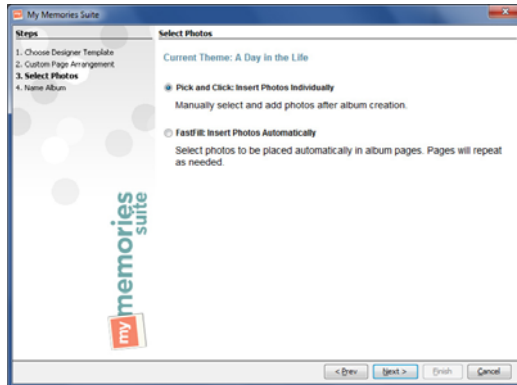 My Memories Suite
Steps
1. Choose Designer Template
2. Custom Page Arrangement
3. Select Photos
4. Name Album
my memories suite
Select Photos
Current Theme: A Day in the Life
Pick and Click: Insert Photos Individually
Manually select and add photos after album creation.
FastFill: Insert Photos Automatically
Select photos to be placed automatically in album pages. Pages will repeat
as needed.
< Prev
Next >
Finish
Cancel